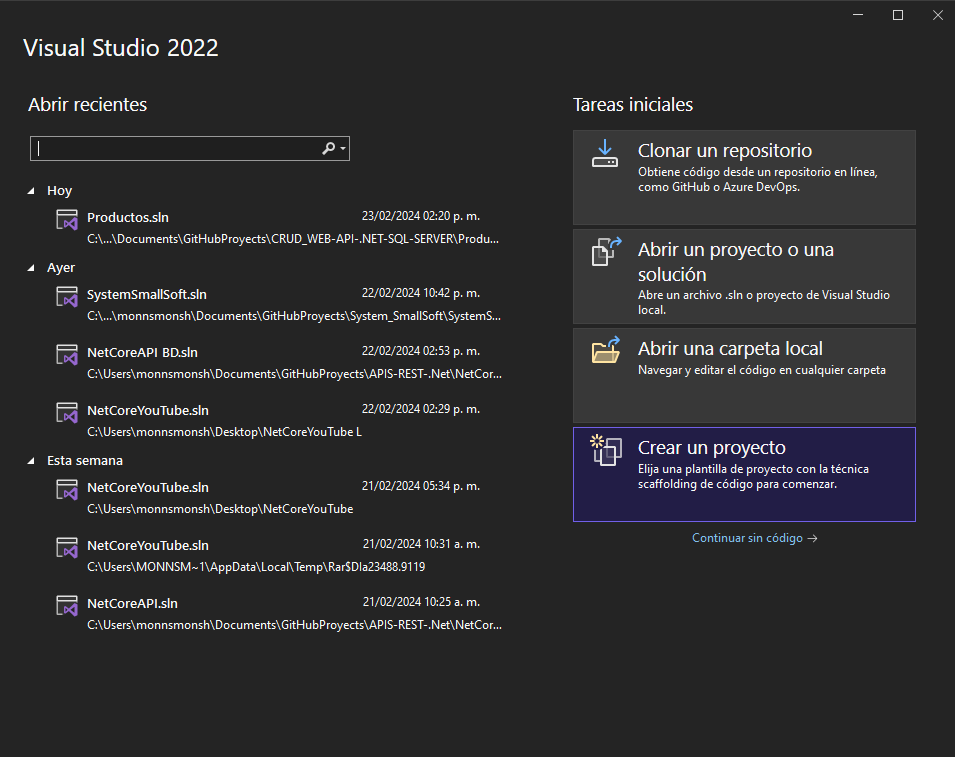 Visual Studio 2022
Abrir recientes
Hoy
Productos.sln 23/02/2024 02:20 p. m.
C:\...\Documents\GitHubProyects\CRUD_WEB-API-.NET-SQL-SERVER\Produ...
Ayer
SystemSmallSoft.sln 22/02/2024 10:42 p. m.
C:\...\monnsmonsh\Documents\GitHubProyects\System_SmallSoft\SystemS...
NetCoreAPI BD.sln 22/02/2024 02:53 p. m.
C:\Users\monnsmonsh\Documents\GitHubProyects\APIS-REST-.Net\NetCor...
NetCoreYouTube.sln 22/02/2024 02:29 p. m.
C:\Users\monnsmonsh\Desktop\NetCoreYouTube L
Esta semana
NetCoreYouTube.sln 21/02/2024 05:34 p. m.
C:\Users\monnsmonsh\Desktop\NetCoreYouTube
NetCoreYouTube.sln 21/02/2024 10:31 a. m.
C:\Users\MONNSM~1\AppData\Local\Temp\Rar$DIa23488.9119
NetCoreAPI.sln 21/02/2024 10:25 a. m.
C:\Users\monnsmonsh\Documents\GitHubProyects\APIS-REST-.Net\NetCor...
Tareas iniciales
Clonar un repositorio
Obtiene código desde un repositorio en línea,
como GitHub o Azure DevOps.
Abrir un proyecto o una
solución
Abre un archivo .sln o proyecto de Visual Studio
local.
Abrir una carpeta local
Navegar y editar el código en cualquier carpeta
Crear un proyecto
Elija una plantilla de proyecto con la técnica
scaffolding de código para comenzar.
Continuar sin código →